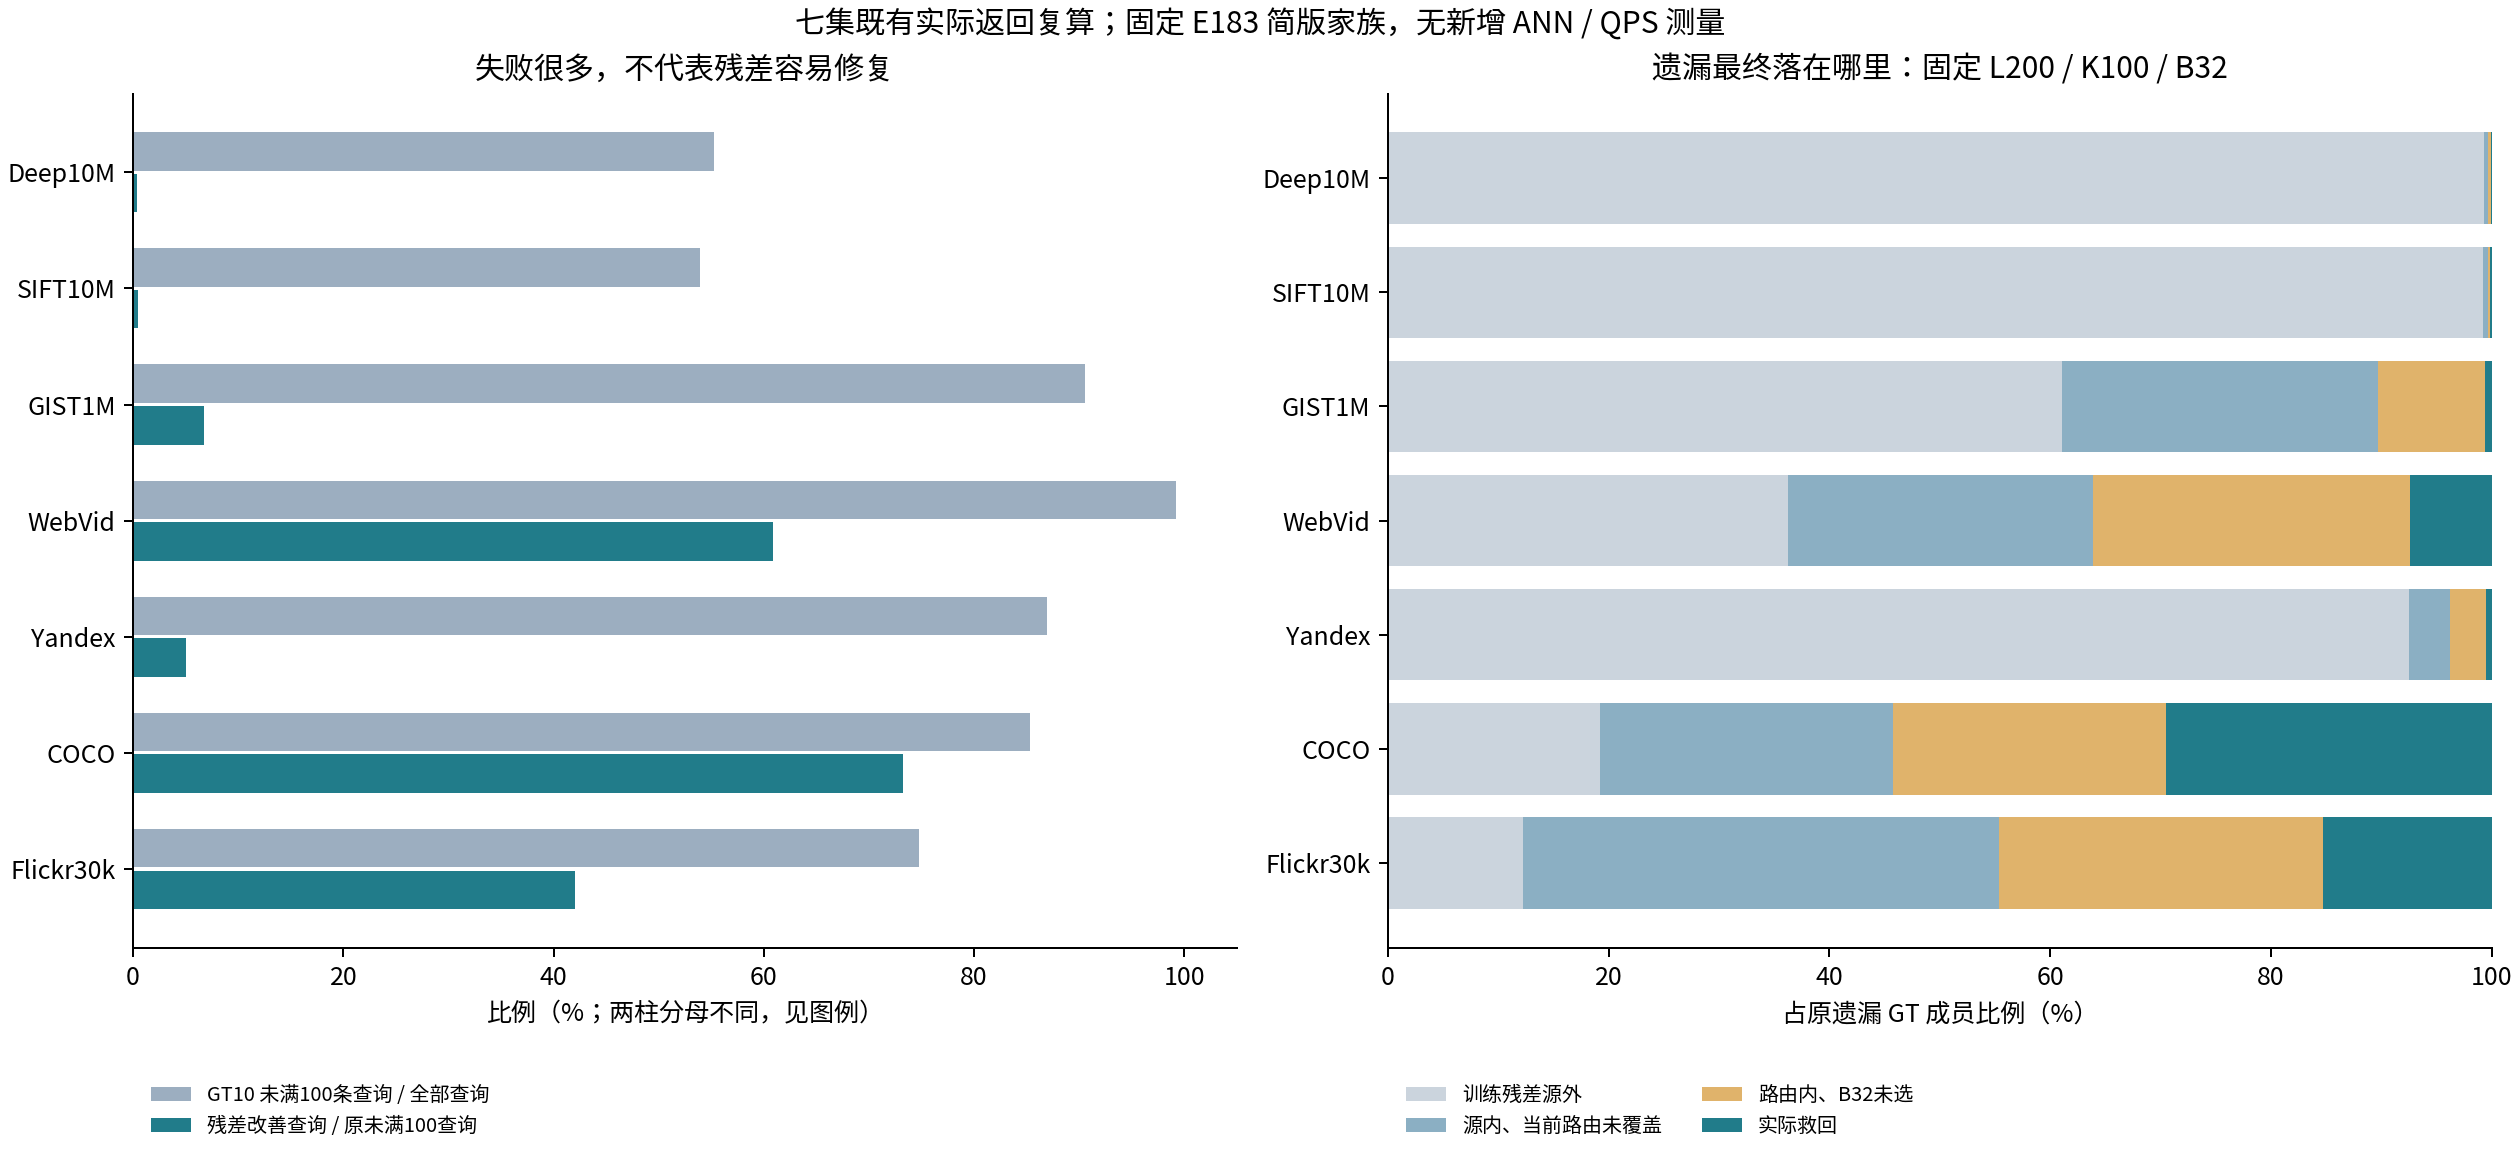 七集既有实际返回复算；固定 E183 简版家族，无新增 ANN / QPS 测量
失败很多，不代表残差容易修复
Deep10M
SIFT10M
GIST1M
WebVid
Yandex
COCO
Flickr30k
0 20 40 60 80 100
比例（%；两柱分母不同，见图例）
GT10 未满100条查询 / 全部查询
残差改善查询 / 原未满100查询
遗漏最终落在哪里：固定 L200 / K100 / B32
Deep10M
SIFT10M
GIST1M
WebVid
Yandex
COCO
Flickr30k
0 20 40 60 80 100
占原遗漏 GT 成员比例（%）
训练残差源外
源内、当前路由未覆盖
路由内、B32未选
实际救回